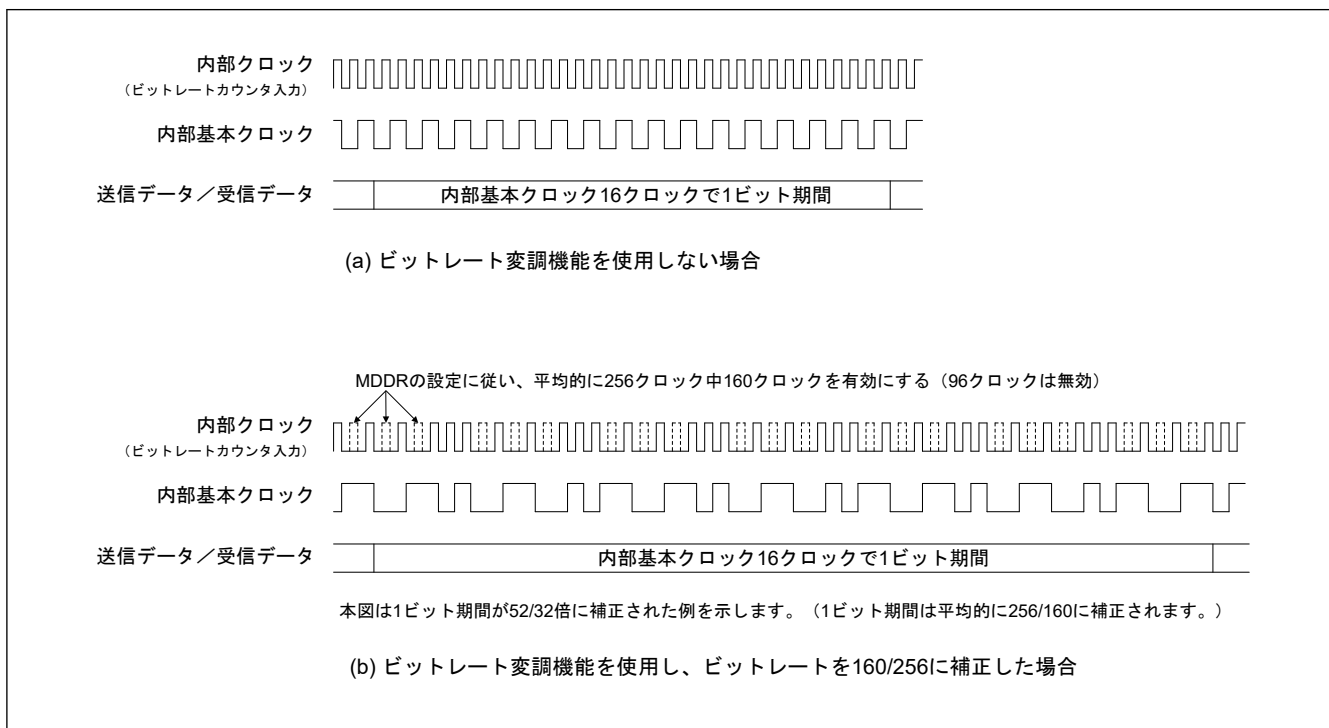 内部クロック
（ビットレートカウンタ入力）
内部基本クロック
送信データ／受信データ
内部基本クロック16クロックで1ビット期間
(a) ビットレート変調機能を使用しない場合
MDDRの設定に従い、平均的に256クロック中160クロックを有効にする（96クロックは無効）
内部クロック
（ビットレートカウンタ入力）
内部基本クロック
送信データ／受信データ
内部基本クロック16クロックで1ビット期間
本図は1ビット期間が52/32倍に補正された例を示します。（1ビット期間は平均的に256/160に補正されます。）
(b) ビットレート変調機能を使用し、ビットレートを160/256に補正した場合